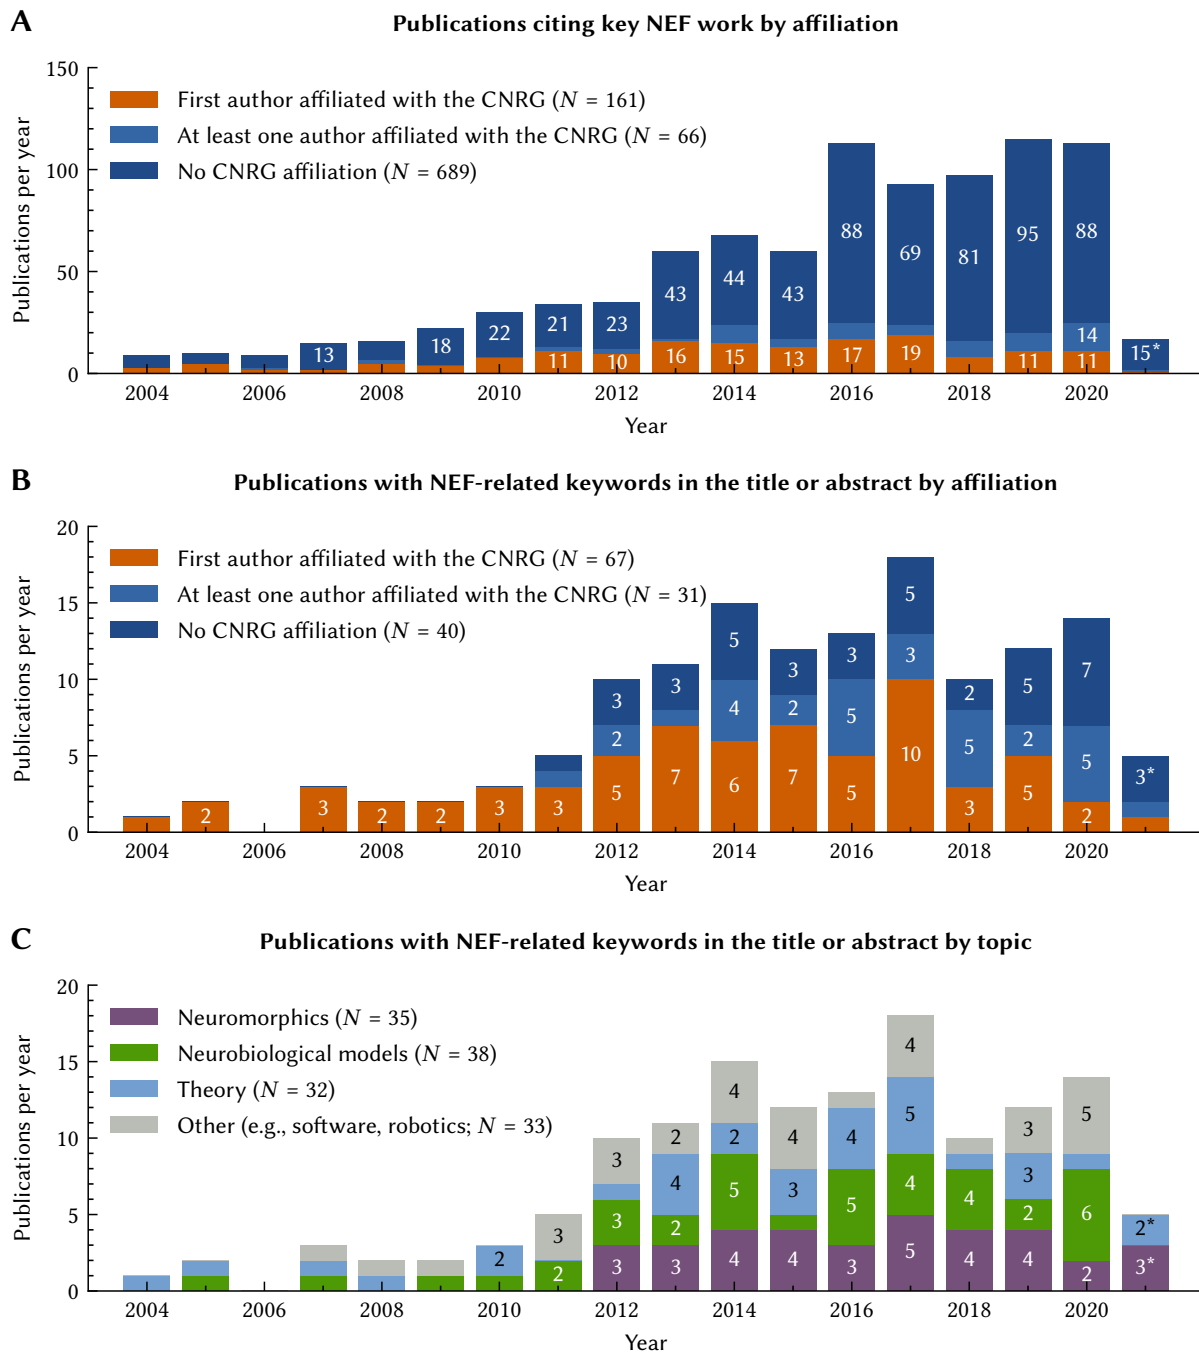 A
Publications citing key NEF work by affiliation
150
100
50
0
Publications per year
First author affiliated with the CNRG (N = 161)
At least one author affiliated with the CNRG (N = 66)
No CNRG affiliation (N = 689)
13 18 22 21 23 43 44 43 88 69 81 95 88 15*
14
11 10 16 15 13 17 19 11 11
2004 2006 2008 2010 2012 2014 2016 2018 2020
Year
B
Publications with NEF-related keywords in the title or abstract by affiliation
20
15
10
5
0
Publications per year
First author affiliated with the CNRG (N = 67)
At least one author affiliated with the CNRG (N = 31)
No CNRG affiliation (N = 40)
3 3 5 3 3 5 2 5 7 3*
2 4 2 5 3 5 2 5
2 3 2 2 3 3 5 7 6 7 5 10 3 5 2
2004 2006 2008 2010 2012 2014 2016 2018 2020
Year
C
Publications with NEF-related keywords in the title or abstract by topic
20
15
10
5
0
Publications per year
Neuromorphics (N = 35)
Neurobiological models (N = 38)
Theory (N = 32)
Other (e.g., software, robotics; N = 33)
3 3 2 4 4 4 3 5
2 4 2 3 4 5 3 2*
2 3 2 5 5 4 4 2 6
3 3 4 4 3 5 4 4 2 3*
2004 2006 2008 2010 2012 2014 2016 2018 2020
Year